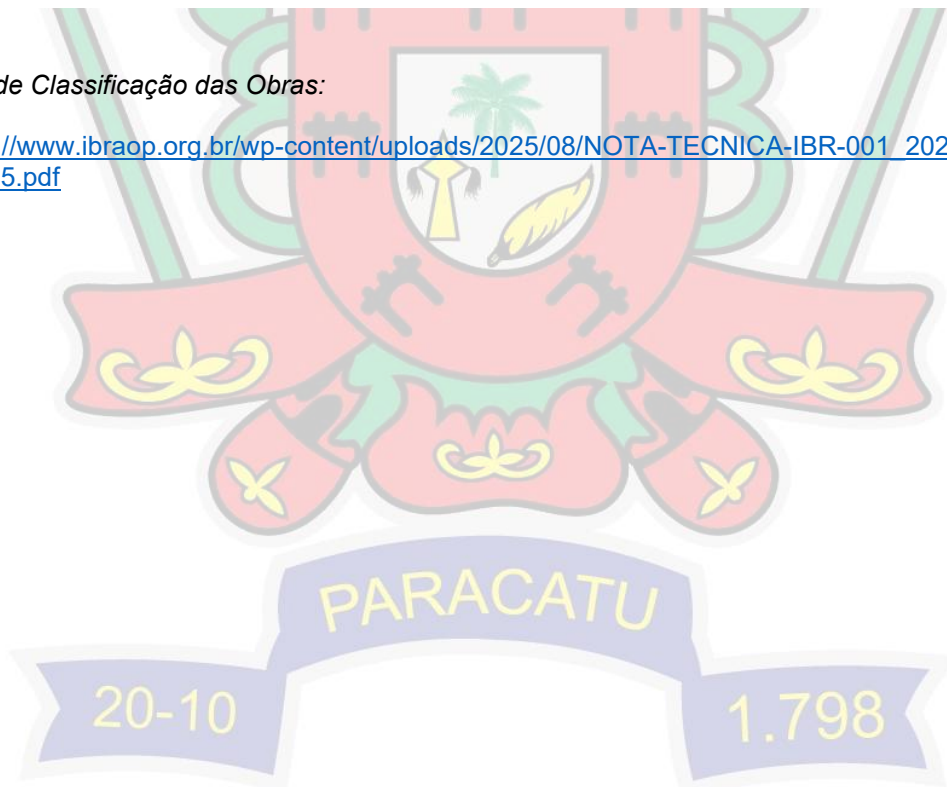 de Classificação das Obras:
://www.ibraop.org.br/wp-content/uploads/2025/08/NOTA-TECNICA-IBR-001_202
5.pdf
PARACATU
20-10
1.798